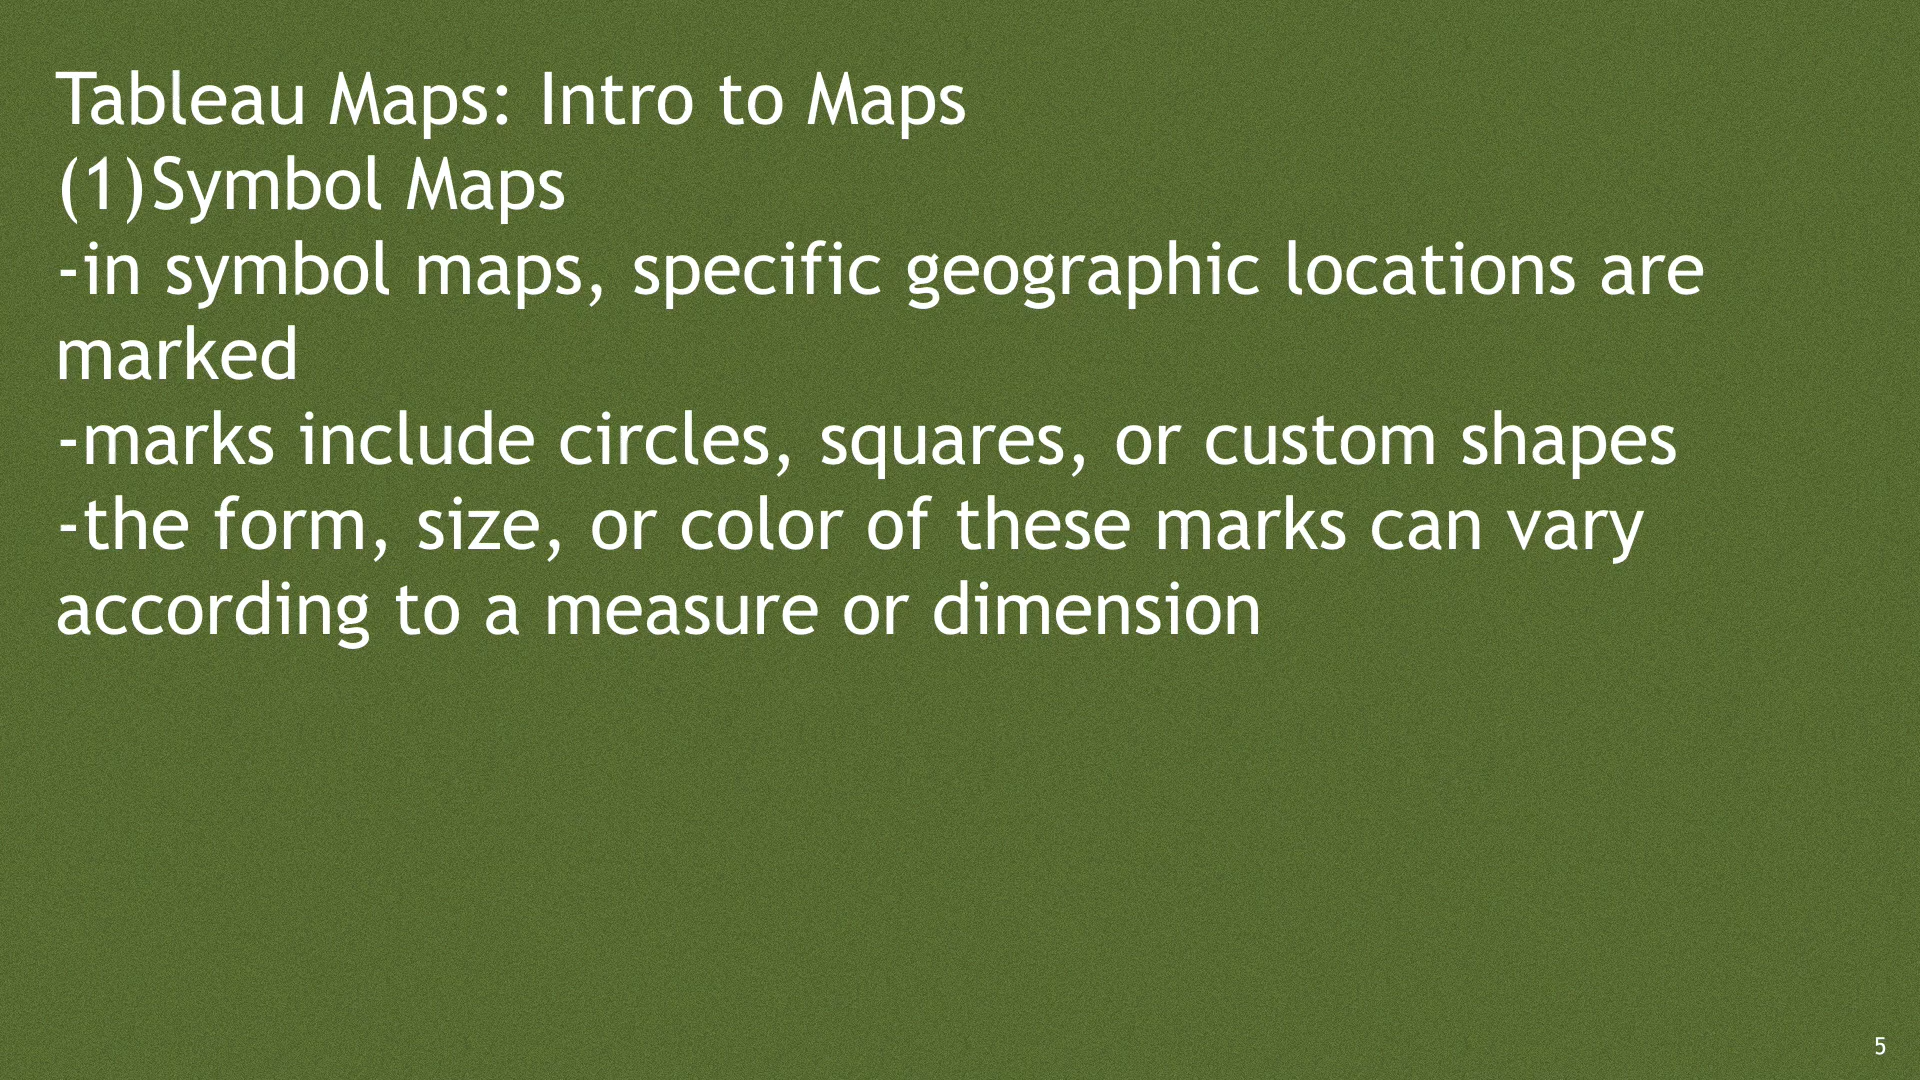 Tableau Maps: Intro to Maps
(1)Symbol Maps
-in symbol maps, specific geographic locations are
marked
-marks include circles, squares, or custom shapes
-the form, size, or color of these marks can vary
according to a measure or dimension
5